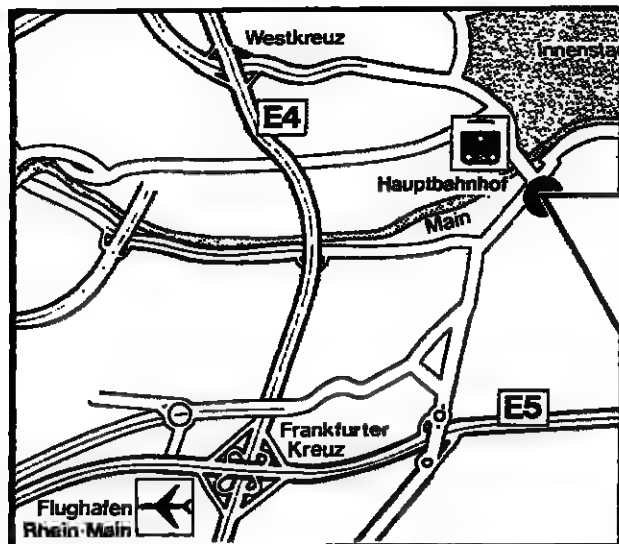 Westkreuz
Innenstad
E4
Hauptbahnhof
Main
E5
Frankfurter
Kreuz
Flughafen
Rhein-Main